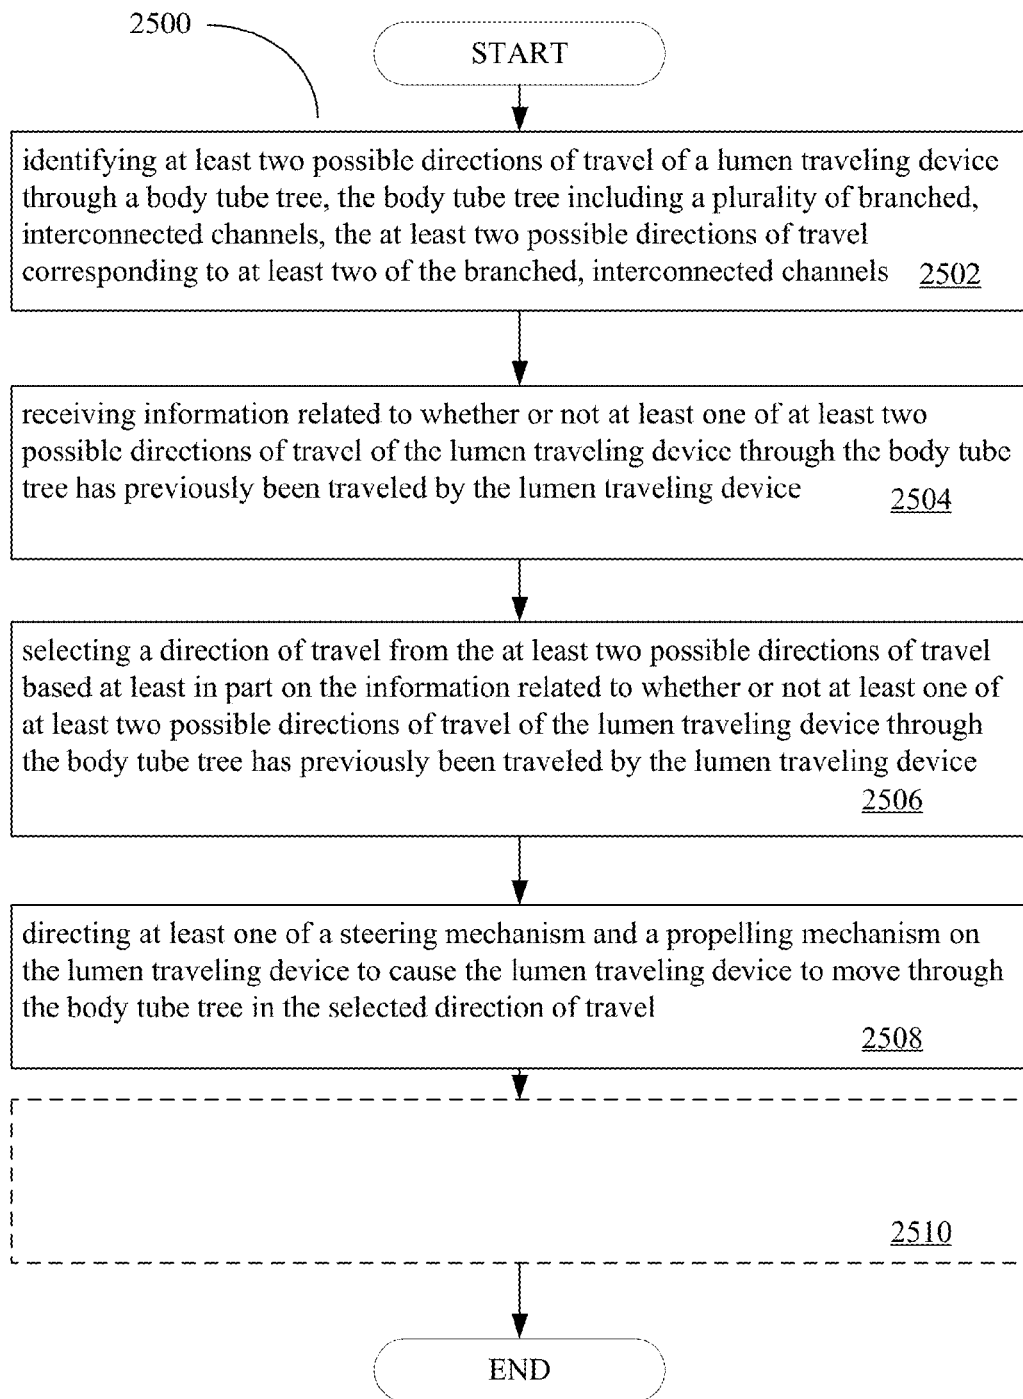 2500
START
identifying at least two possible directions of travel of a lumen traveling device
through a body tube tree, the body tube tree including a plurality of branched,
interconnected channels, the at least two possible directions of travel
corresponding to at least two of the branched, interconnected channels 2502
receiving information related to whether or not at least one of at least two
possible directions of travel of the lumen traveling device through the body tube
tree has previously been traveled by the lumen traveling device
2504
selecting a direction of travel from the at least two possible directions of travel
based at least in part on the information related to whether or not at least one of
at least two possible directions of travel of the lumen traveling device through
the body tube tree has previously been traveled by the lumen traveling device
2506
directing at least one of a steering mechanism and a propelling mechanism on
the lumen traveling device to cause the lumen traveling device to move through
the body tube tree in the selected direction of travel
2508
2510
END